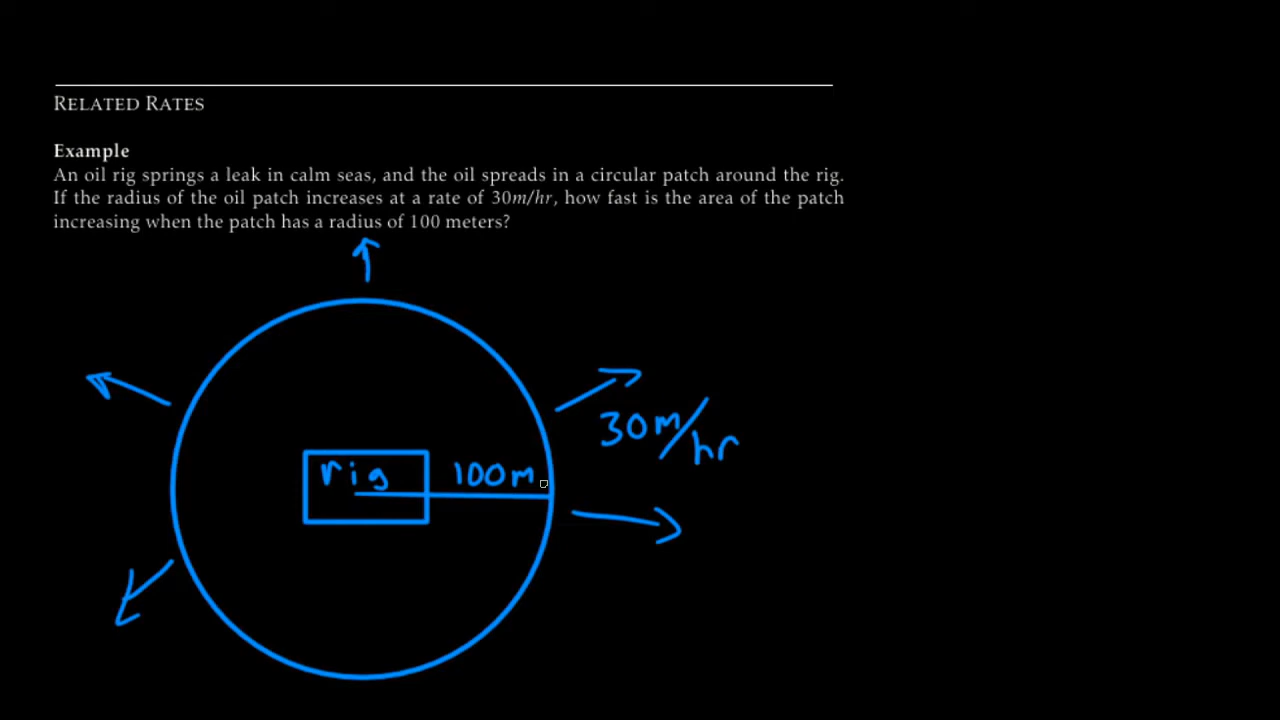 RELATED RATES
Example
An oil rig springs a leak in calm seas, and the oil spreads in a circular patch around the rig.
If the radius of the oil patch increases at a rate of 30m/hr, how fast is the area of the patch
increasing when the patch has a radius of 100 meters?
30m/hr
rig 100m